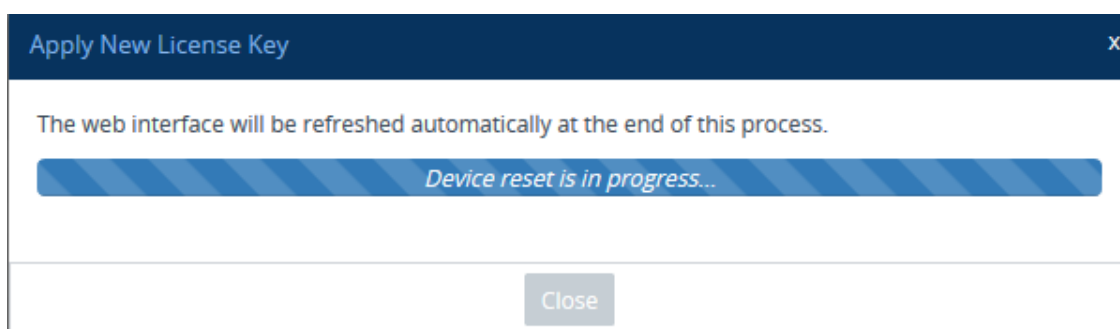 Apply New License Key x
The web interface will be refreshed automatically at the end of this process.
Device reset is in progress...
Close